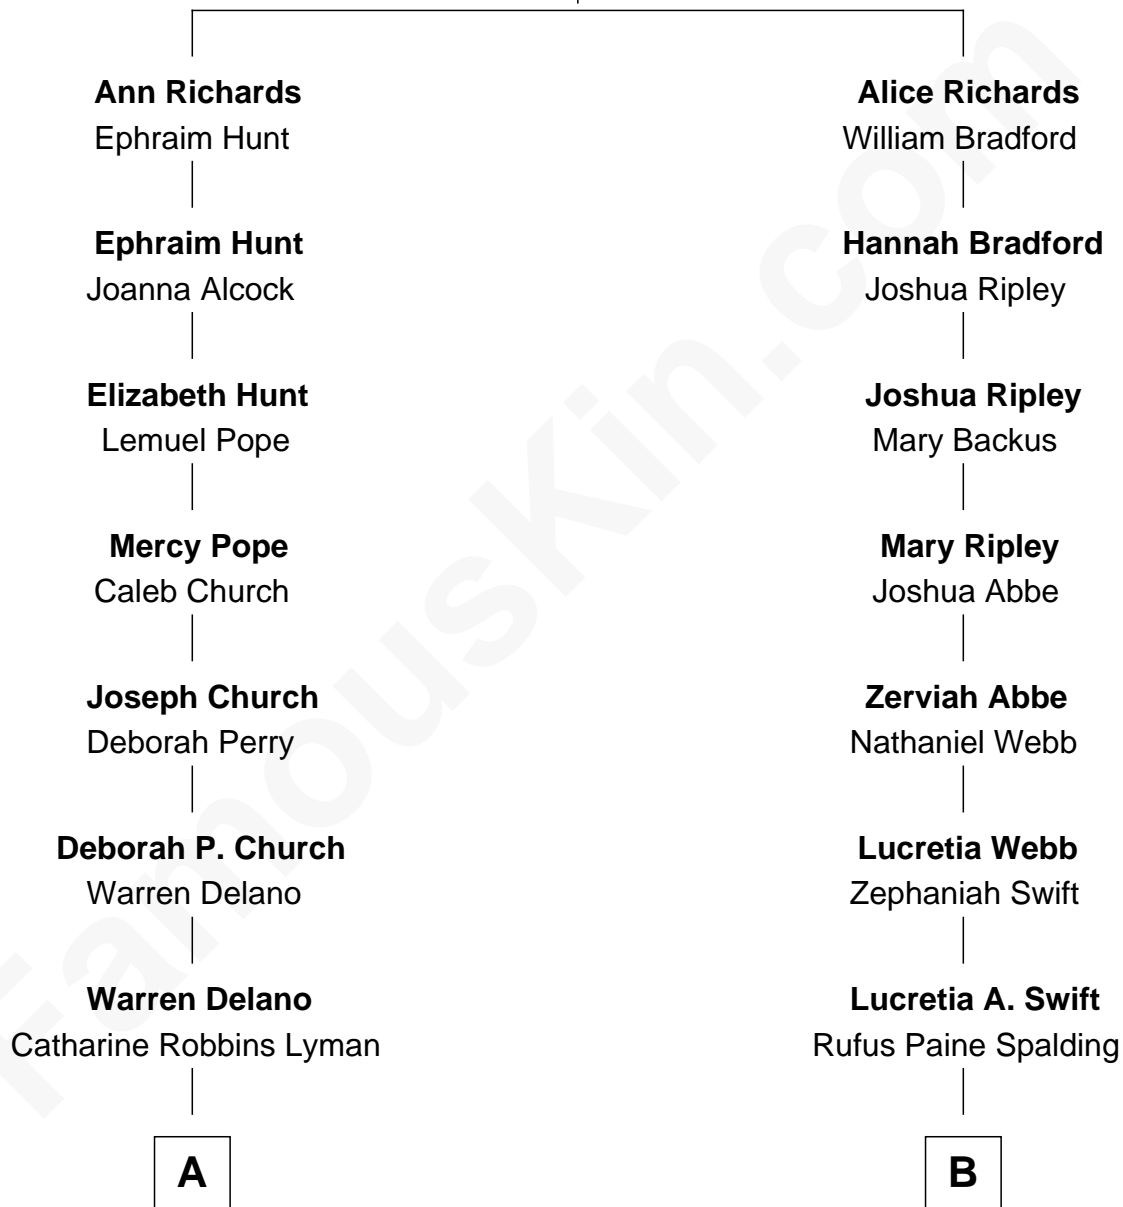 Ann Richards
Ephraim Hunt
Ephraim Hunt
Joanna Alcock
Elizabeth Hunt
Lemuel Pope
Mercy Pope
Caleb Church
Joseph Church
Deborah Perry
Deborah P. Church
Warren Delano
Warren Delano
Catharine Robbins Lyman
A
Alice Richards
William Bradford
Hannah Bradford
Joshua Ripley
Joshua Ripley
Mary Backus
Mary Ripley
Joshua Abbe
Zerviah Abbe
Nathaniel Webb
Lucretia Webb
Zephaniah Swift
Lucretia A. Swift
Rufus Paine Spalding
B
FamousKin.com